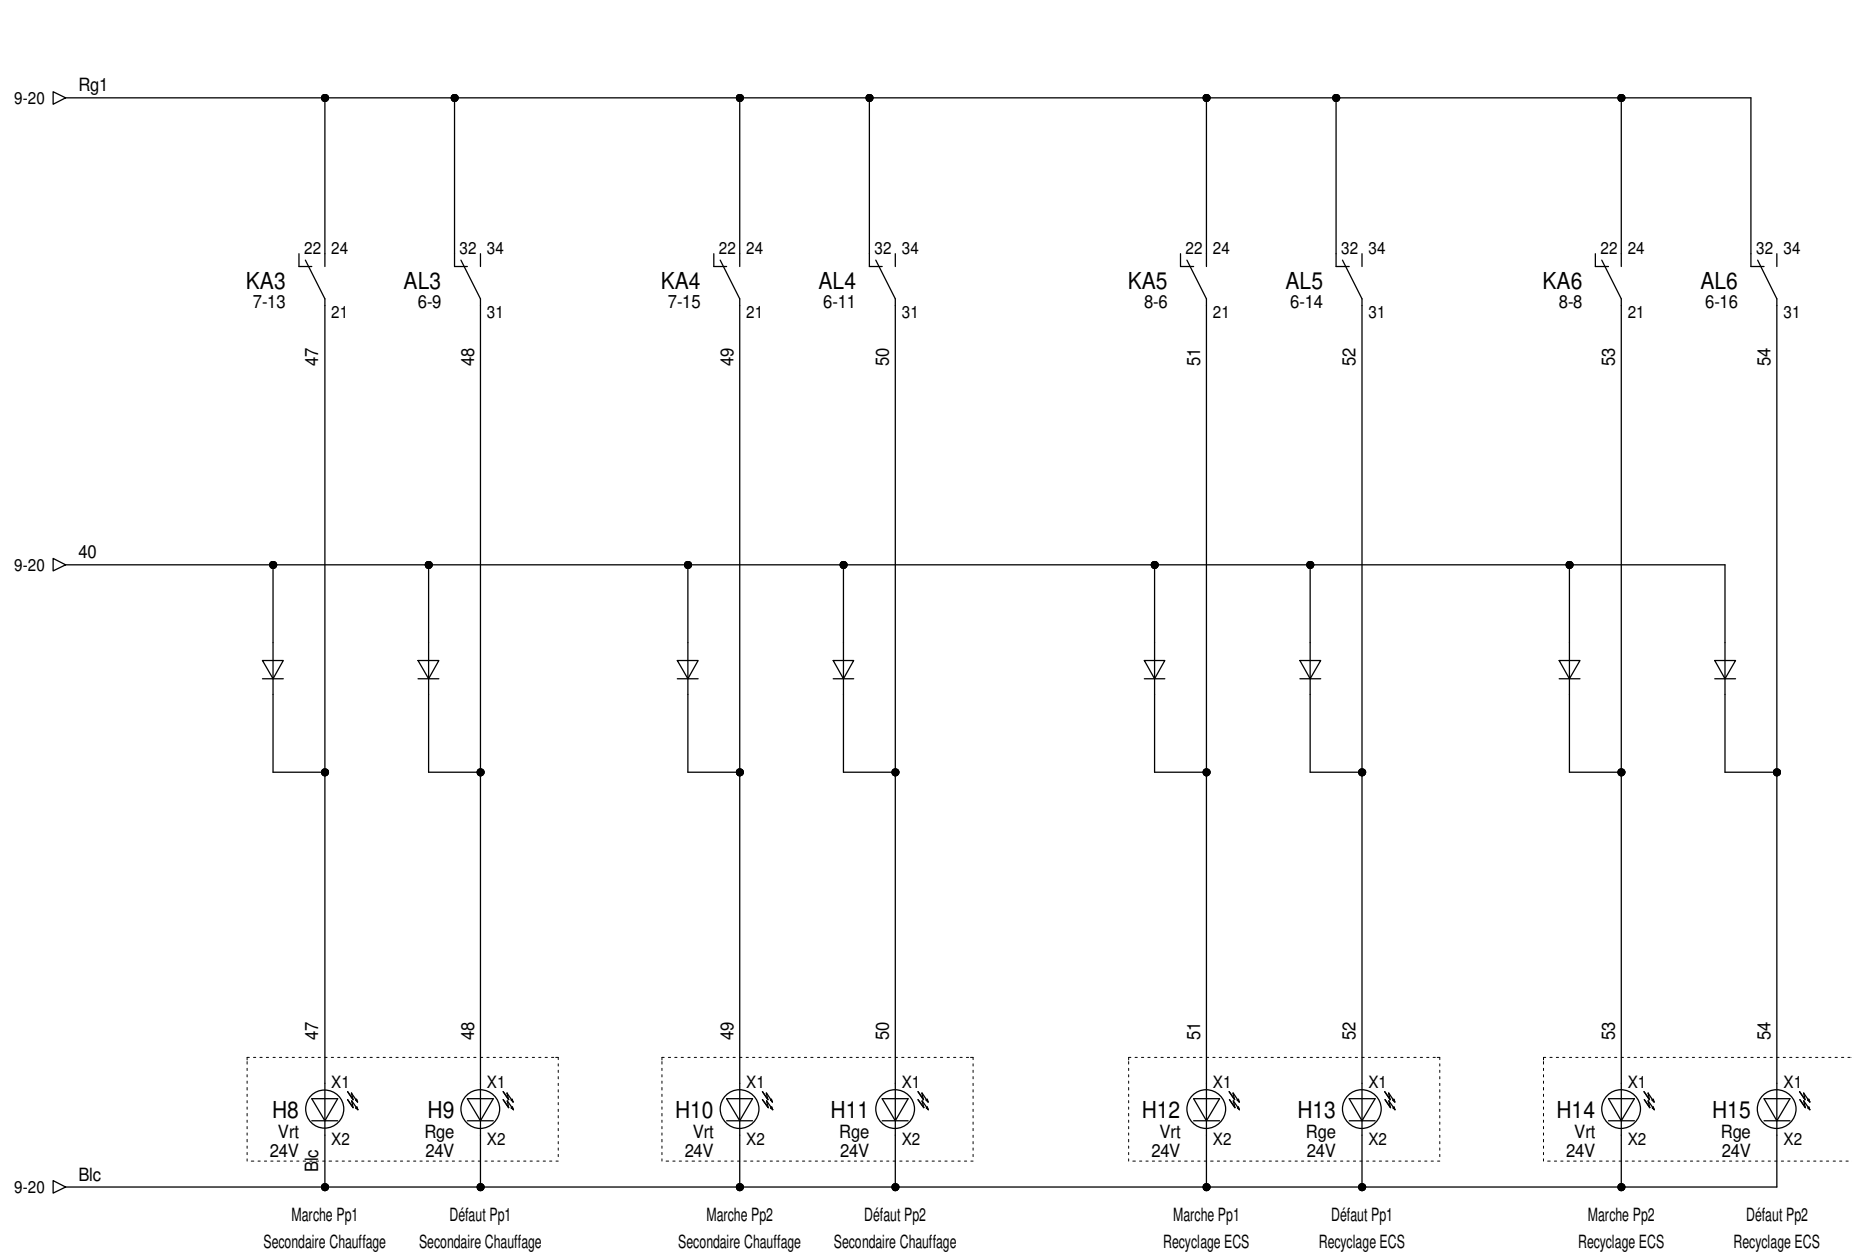 Rg1
9-20
22 24 32 34 22 24 32 34 22 24 32 34 22 24 32 34
KA3 AL3 KA4 AL4 KA5 AL5 KA6 AL6
7-13 6-9 7-15 6-11 8-6 6-14 8-8 6-16
21 31 21 31 21 31 21 31
47 48 49 50 51 52 53 54
40
9-20
47 48 49 50 51 52 53 54
X1 X1 X1 X1 X1 X1 X1 X1
H8 H9 H10 H11 H12 H13 H14 H15
Vrt Rge Vrt Rge Vrt Rge Vrt Rge
X2 X2 X2 X2 X2 X2 X2 X2
24V 24V 24V 24V 24V 24V 24V 24V
Blc
Blc
9-20
Marche Pp1 Défaut Pp1 Marche Pp2 Défaut Pp2 Marche Pp1 Défaut Pp1 Marche Pp2 Défaut Pp2
Secondaire Chauffage Secondaire Chauffage Secondaire Chauffage Secondaire Chauffage Recyclage ECS Recyclage ECS Recyclage ECS Recyclage ECS